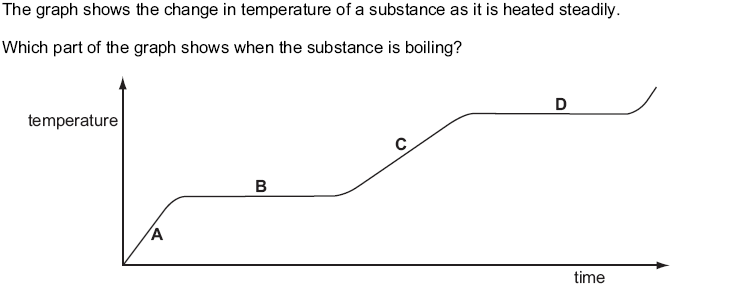 The graph shows the change in temperature of a substance as it is heated steadily.
Which part of the graph shows when the substance is boiling?
D
temperature
C
B
A
time